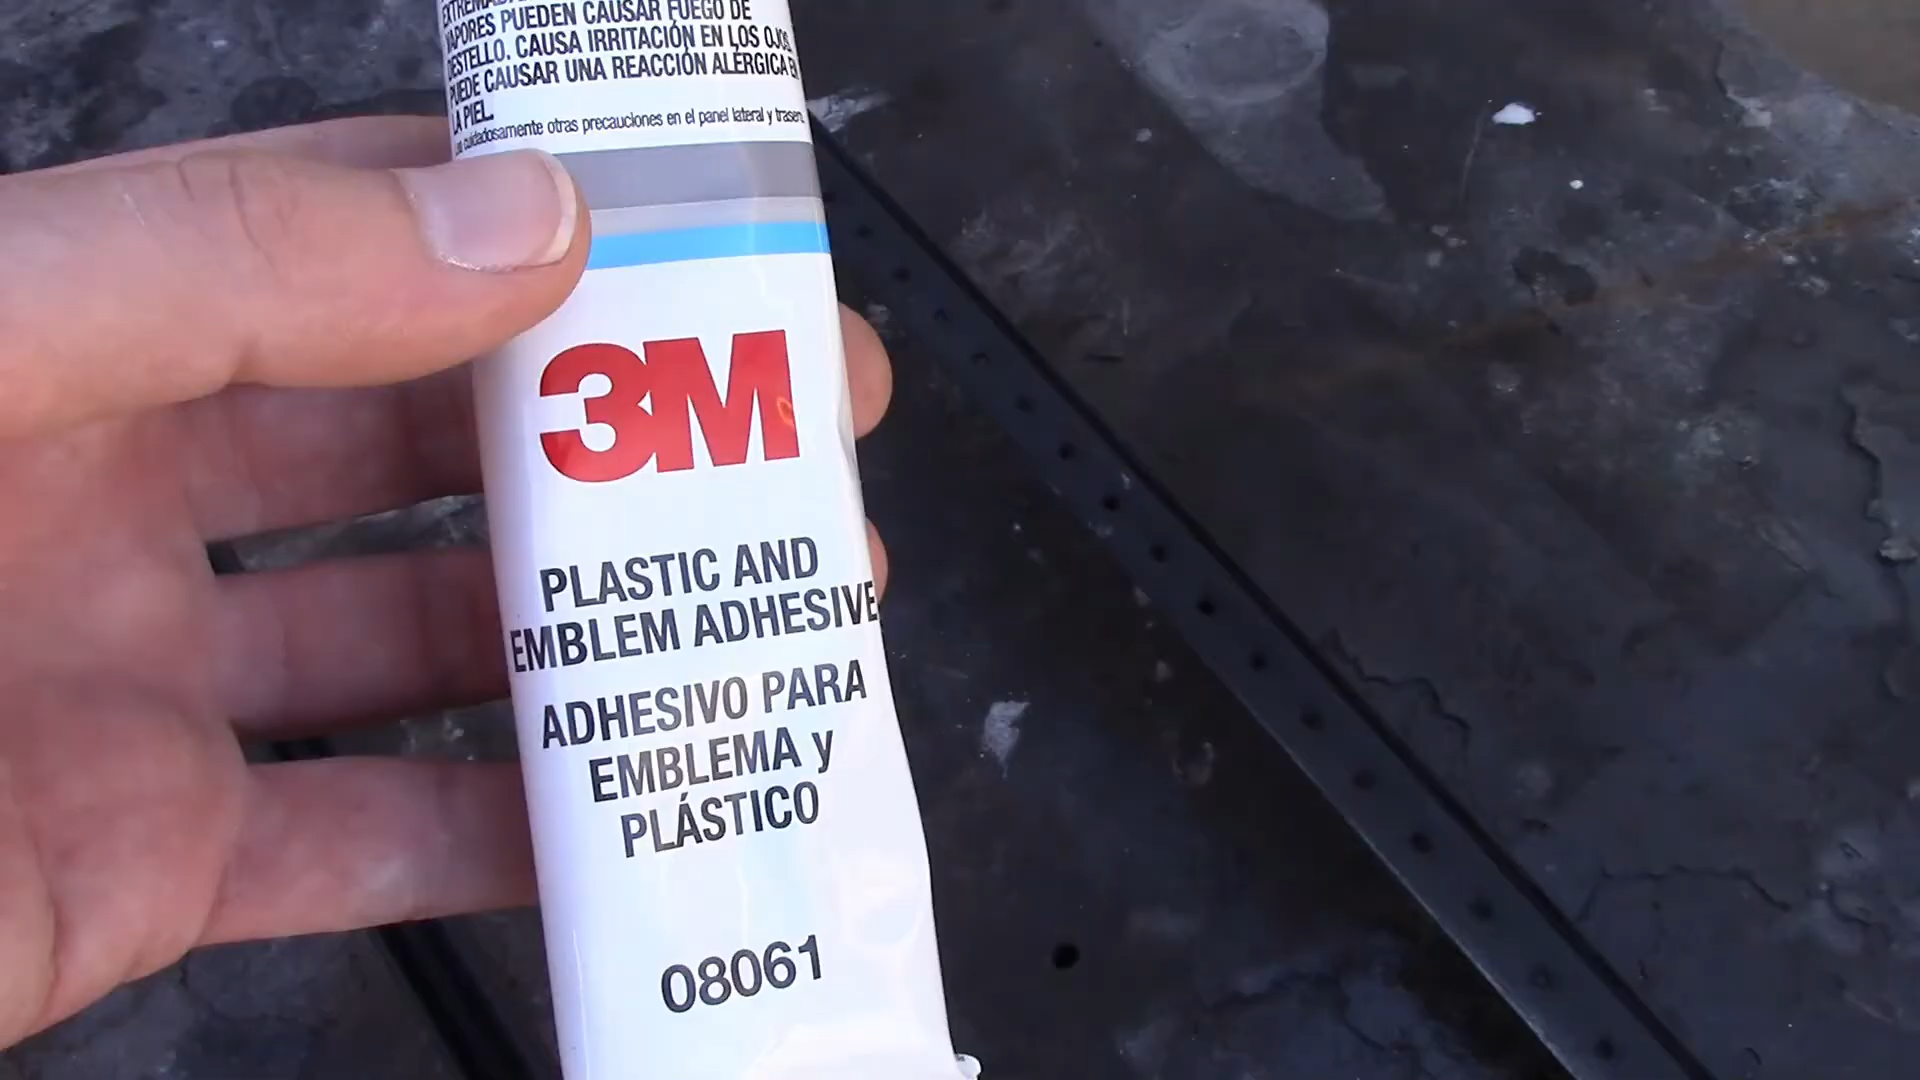 VAPORES PUEDEN CAUSAR FUEGO DE
DESTELLO. CAUSA IRRITACIÓN EN LOS OJOS.
PUEDE CAUSAR UNA REACCIÓN ALÉRGICA EN
LA PIEL.
cuidadosamente otras precauciones en el panel lateral y trasero.
3M
PLASTIC AND
EMBLEM ADHESIVE
ADHESIVO PARA
EMBLEMA y
PLÁSTICO
08061